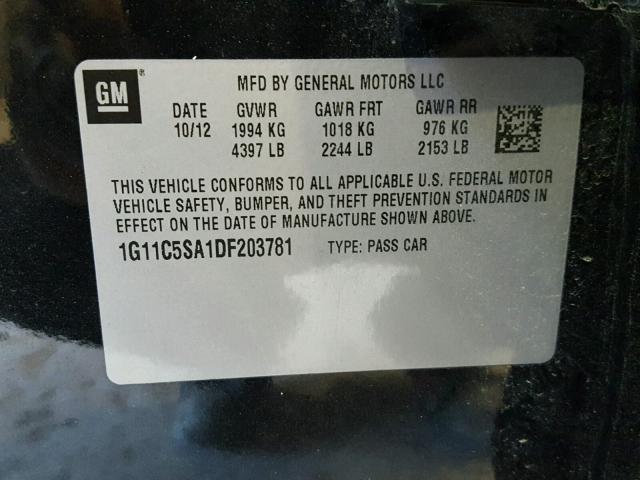 GM®
MFD BY GENERAL MOTORS LLC
DATE GVWR GAWR FRT GAWR RR
10/12 1994 KG 1018 KG 976 KG
4397 LB 2244 LB 2153 LB
THIS VEHICLE CONFORMS TO ALL APPLICABLE U.S. FEDERAL MOTOR
VEHICLE SAFETY, BUMPER, AND THEFT PREVENTION STANDARDS IN
EFFECT ON THE DATE OF MANUFACTURE SHOWN ABOVE.
1G11C5SA1DF203781 TYPE: PASS CAR